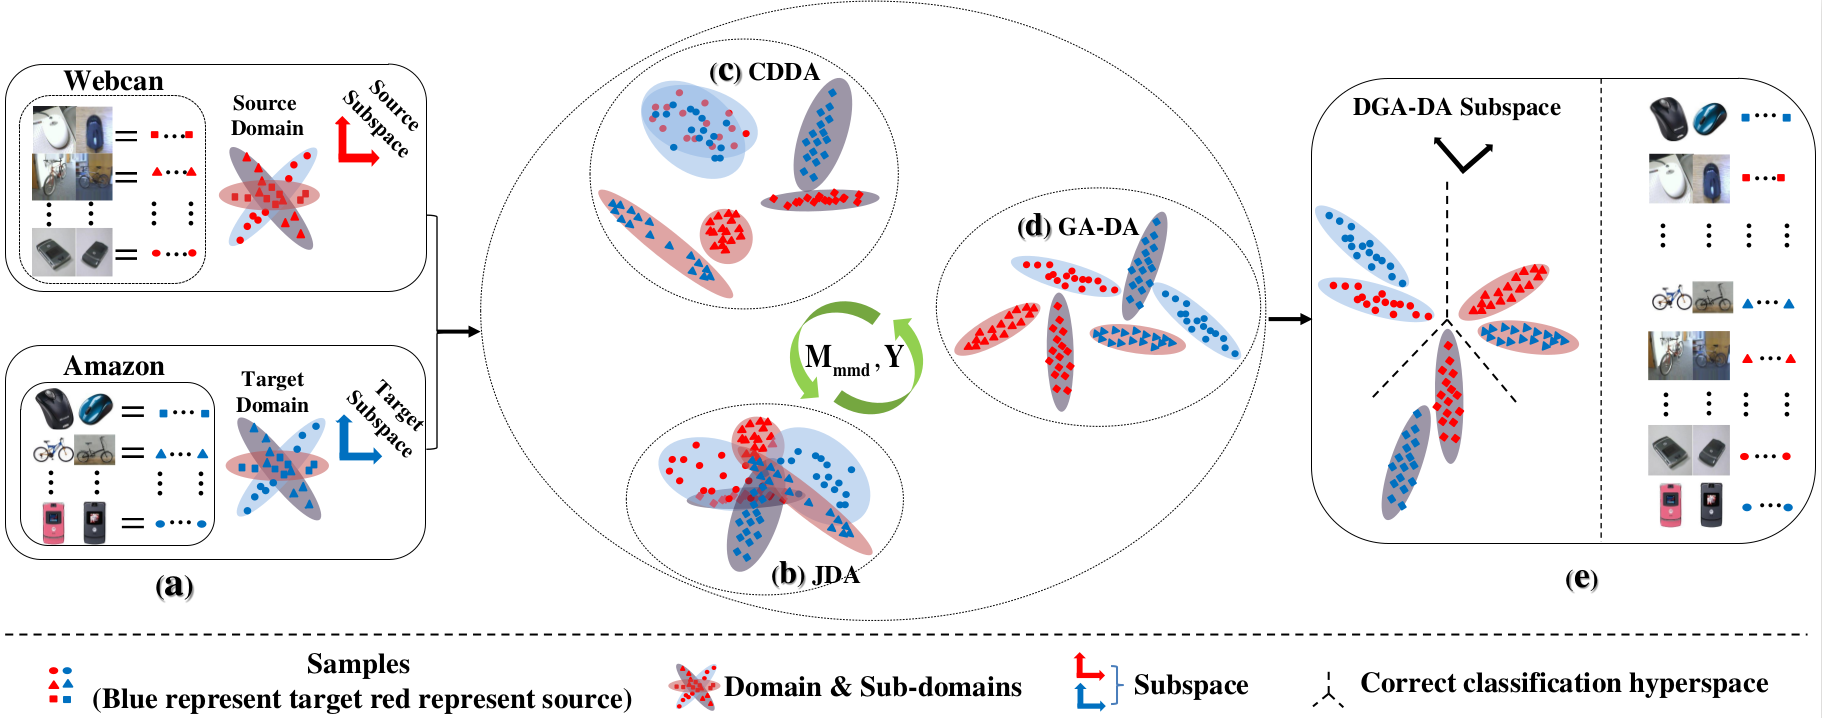 Webcan
Source
Domain
Source
Subspace
Amazon
Target
Domain
Target
Subspace
(a)
(c) CDDA
(d) GA-DA
M mmd , Y
(b) JDA
DGA-DA Subspace
(e)
Samples
(Blue represent target red represent source)
Domain & Sub-domains
Subspace
Correct classification hyperspace